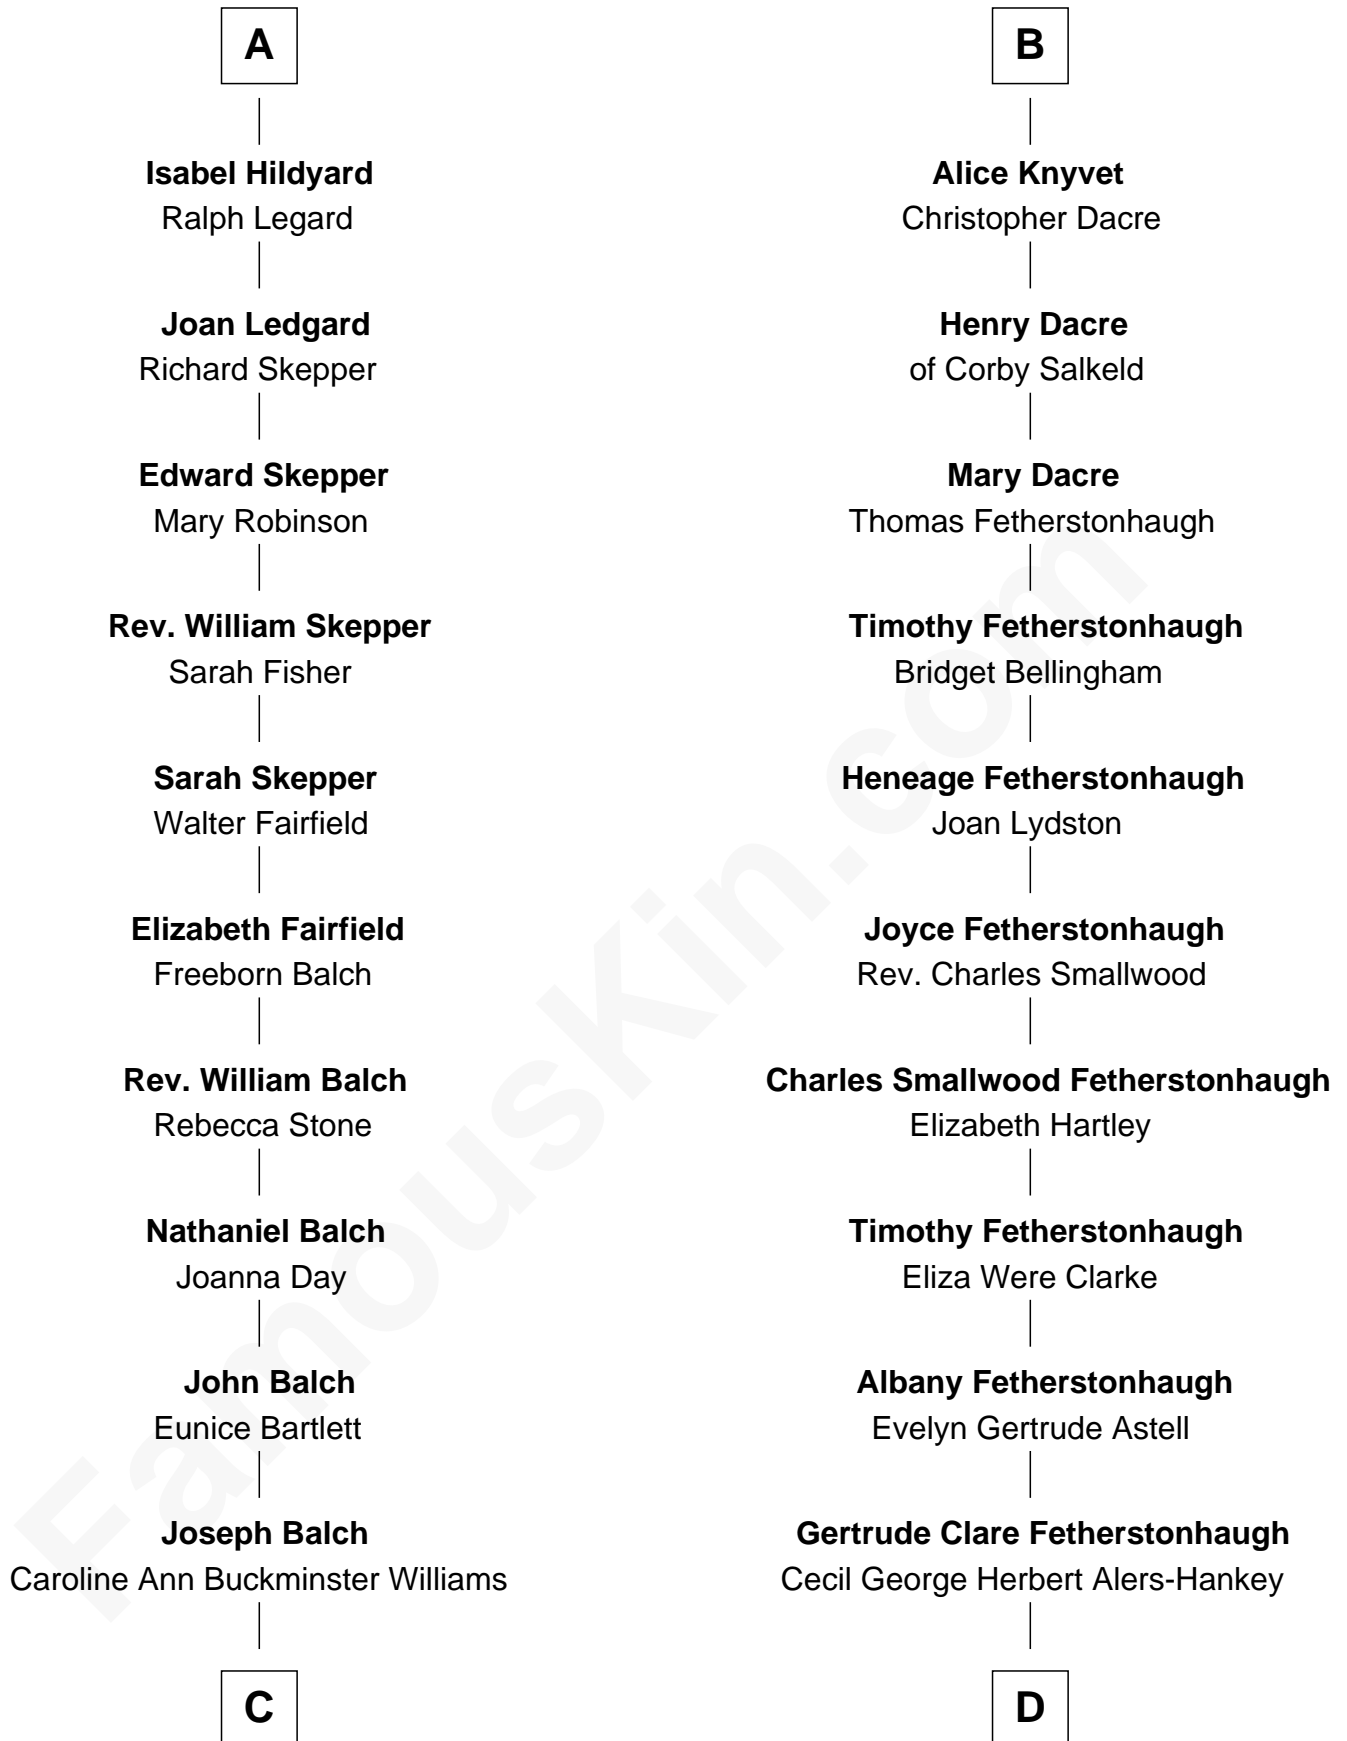 A
Isabel Hildyard
Ralph Legard
Joan Ledgard
Richard Skepper
Edward Skepper
Mary Robinson
Rev. William Skepper
Sarah Fisher
Sarah Skepper
Walter Fairfield
Elizabeth Fairfield
Freeborn Balch
Rev. William Balch
Rebecca Stone
Nathaniel Balch
Joanna Day
John Balch
Eunice Bartlett
Joseph Balch
Caroline Ann Buckminster Williams
C
B
Alice Knyvet
Christopher Dacre
Henry Dacre
of Corby Salkeld
Mary Dacre
Thomas Fetherstonhaugh
Timothy Fetherstonhaugh
Bridget Bellingham
Heneage Fetherstonhaugh
Joan Lydston
Joyce Fetherstonhaugh
Rev. Charles Smallwood
Charles Smallwood Fetherstonhaugh
Elizabeth Hartley
Timothy Fetherstonhaugh
Eliza Were Clarke
Albany Fetherstonhaugh
Evelyn Gertrude Astell
Gertrude Clare Fetherstonhaugh
Cecil George Herbert Alers-Hankey
D
FamousKin.com